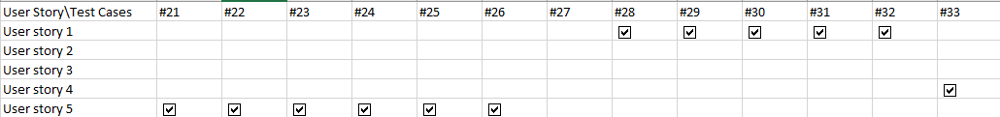 User Story\Test Cases #21 #22 #23 #24 #25 #26 #27 #28 #29 #30 #31 #32 #33
User story 1
User story 2
User story 3
User story 4
User story 5